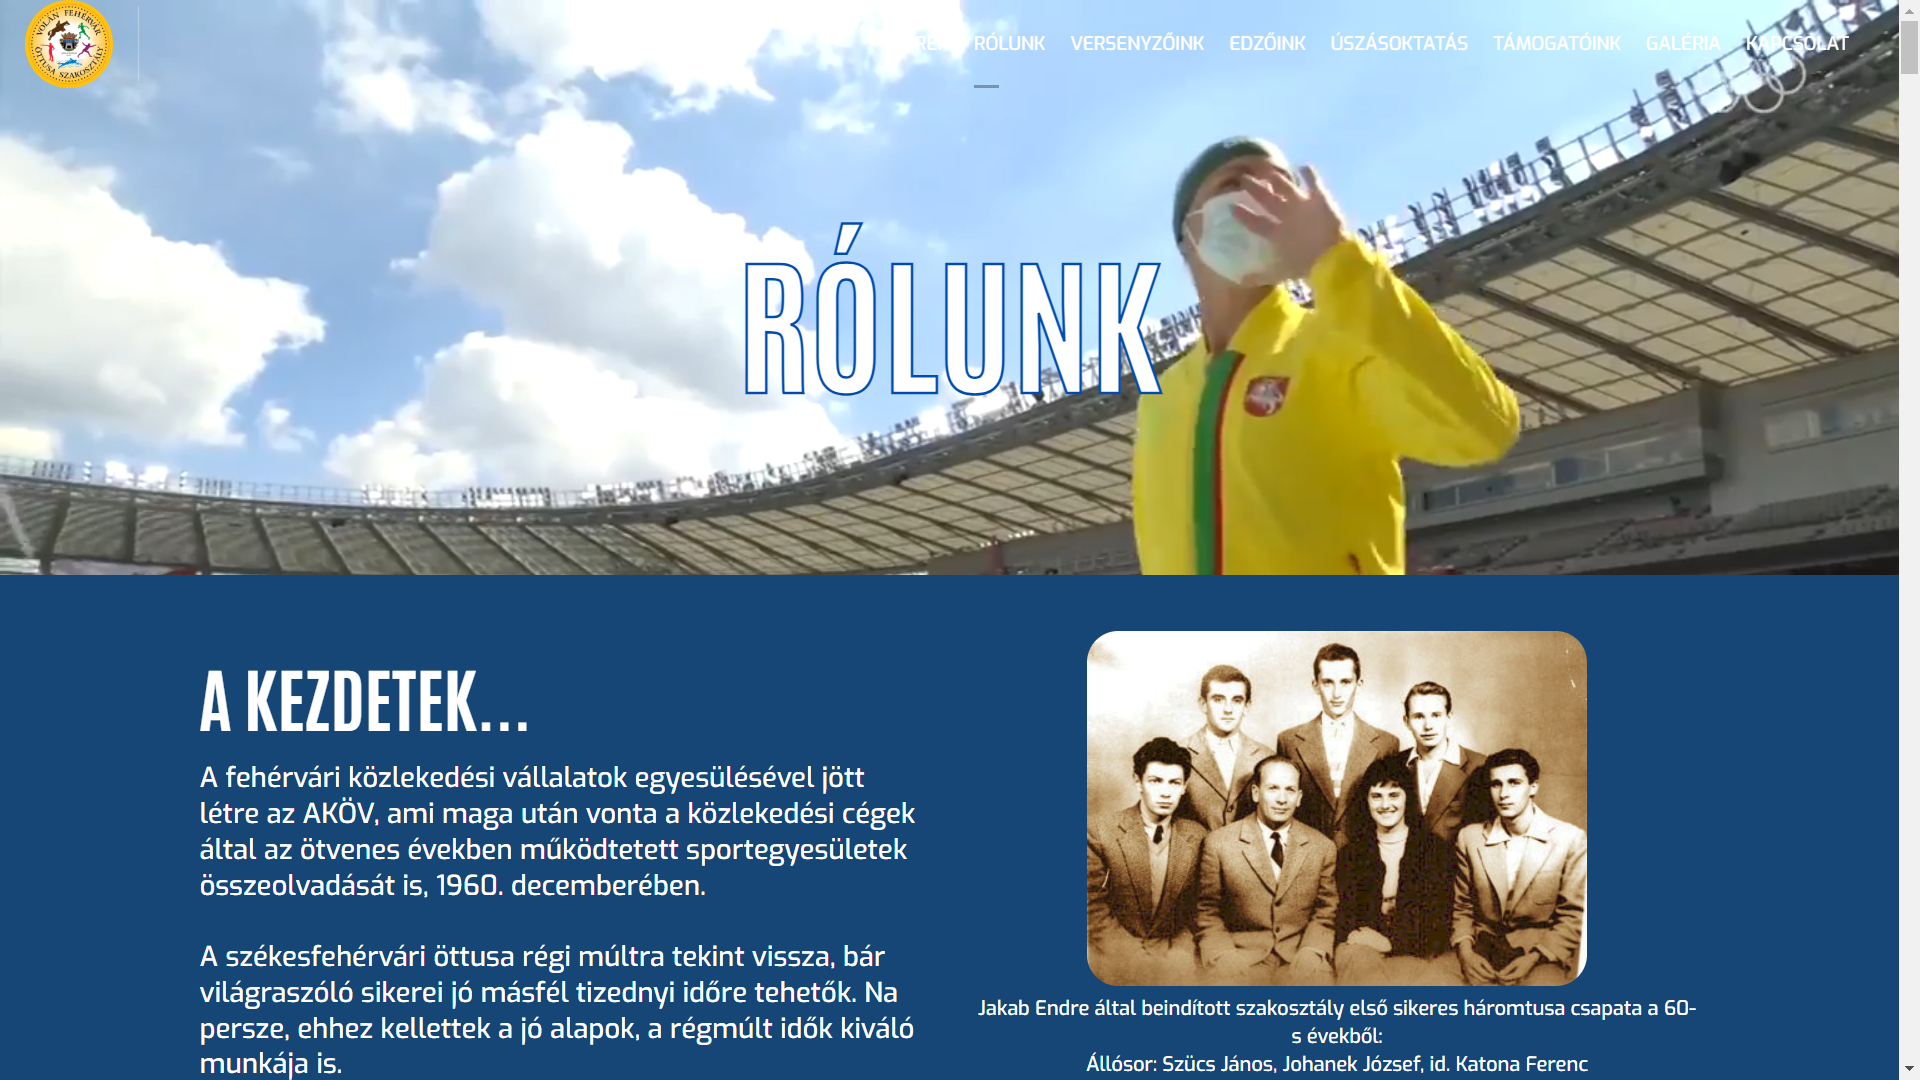 VOLÁN FEHÉRVÁR
ÖTTUSA SZAKOSZTÁLY
RÓLUNK
VERSENYZŐINK
EDZŐINK
ÚSZÁSOKTATÁS
TÁMOGATÓINK
GALÉRIA
KAPCSOLAT
RÓLUNK
A KEZDETEK...
A fehérvári közlekedési vállalatok egyesülésével jött
létre az AKÖV, ami maga után vonta a közlekedési cégek
által az ötvenes években működtetett sportegyesületek
összeolvadását is, 1960. decemberében.
A székesfehérvári öttusa régi múltra tekint vissza, bár
világraszóló sikerei jó másfél tizednyi időre tehetők. Na
persze, ehhez kellettek a jó alapok, a régmúlt idők kiváló
munkája is.
Jakab Endre által beindított szakosztály első sikeres háromtusa csapata a 60-
s évekből:
Állósor: Szücs János, Johanek József, id. Katona Ferenc